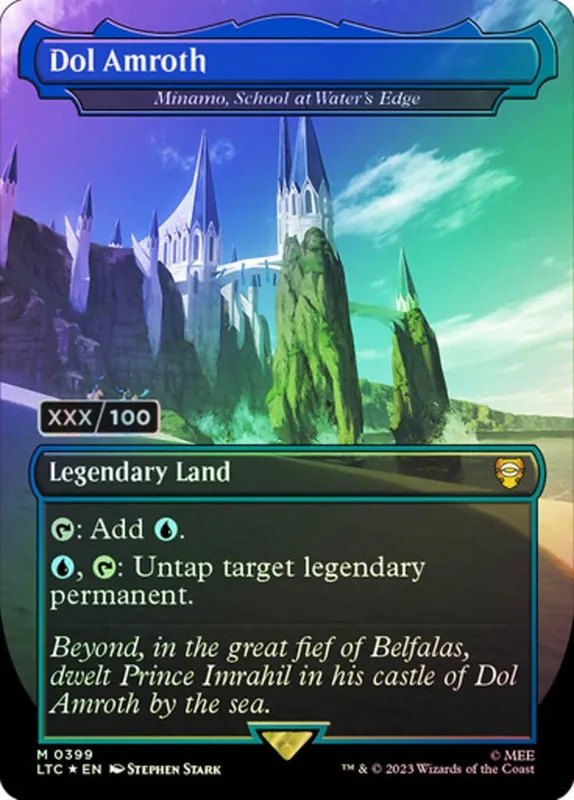 Dol Amroth
Minamo, School at Water's Edge
XXX/100
Legendary Land
: Add .
, : Untap target legendary
permanent.
Beyond, in the great fief of Belfalas,
dwelt Prince Imrahil in his castle of Dol
Amroth by the sea.
M 0399
LTC ★ EN Stephen Stark
© MEE
™ & © 2023 Wizards of the Coast